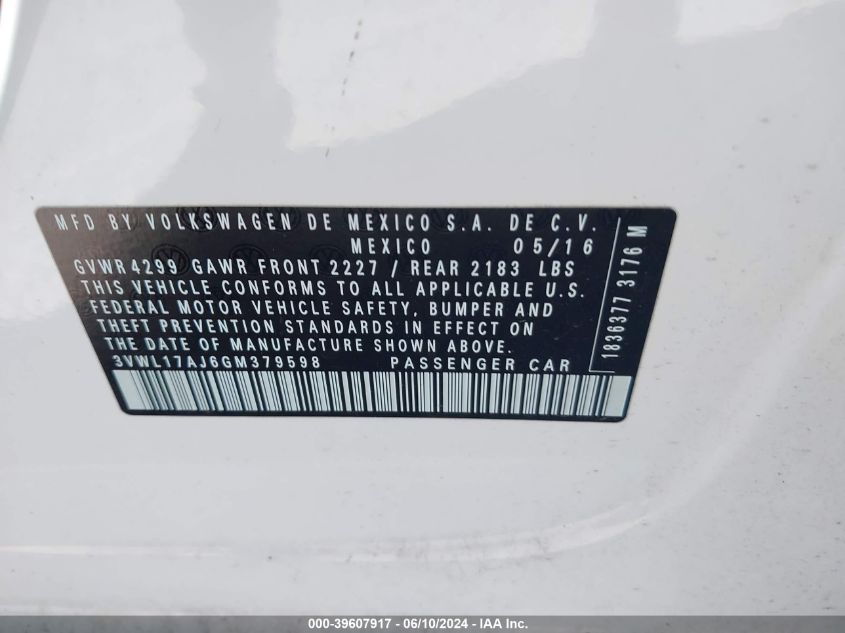 MFD BY VOLKSWAGEN DE MEXICO S.A. DE C.V.
MEXICO 05/16
GVWR 4299 GAWR FRONT 2227 / REAR 2183 LBS
THIS VEHICLE CONFORMS TO ALL APPLICABLE U.S.
FEDERAL MOTOR VEHICLE SAFETY, BUMPER AND
THEFT PREVENTION STANDARDS IN EFFECT ON
THE DATE OF MANUFACTURE SHOWN ABOVE.
3VWL17AJ6GM379598 PASSENGER CAR
1836377 3176 M
000-39607917 - 06/10/2024 - IAA Inc.